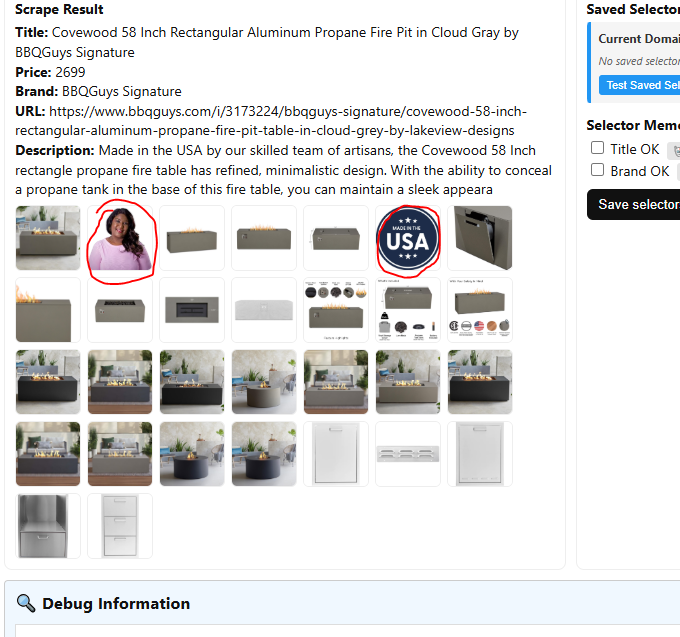 Scrape Result
Title: Covewood 58 Inch Rectangular Aluminum Propane Fire Pit in Cloud Gray by
BBQGuys Signature
Price: 2699
Brand: BBQGuys Signature
URL: https://www.bbqguys.com/i/3173224/bbqguys-signature/covewood-58-inch-
rectangular-aluminum-propane-fire-pit-table-in-cloud-grey-by-lakeview-designs
Description: Made in the USA by our skilled team of artisans, the Covewood 58 Inch
rectangle propane fire table has refined, minimalistic design. With the ability to conceal
a propane tank in the base of this fire table, you can maintain a sleek appeara
MADE IN THE
USA
Debug Information
Saved Selector
Current Domai
No saved selector
Test Saved Sel
Selector Mem
Title OK
Brand OK
Save selector